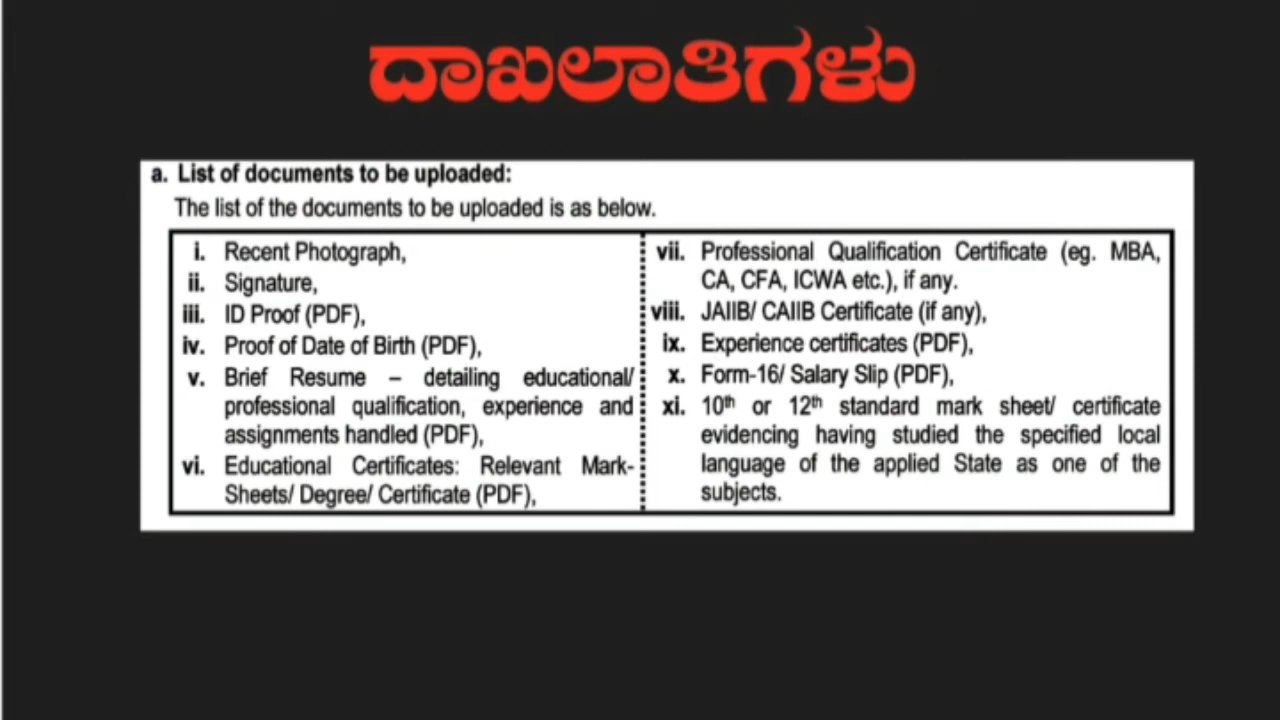 ದಾಖಲಾತಿಗಳು
a. List of documents to be uploaded:
The list of the documents to be uploaded is as below.
i. Recent Photograph,
ii. Signature,
iii. ID Proof (PDF),
iv. Proof of Date of Birth (PDF),
v. Brief Resume – detailing educational/
professional qualification, experience and
assignments handled (PDF),
vi. Educational Certificates: Relevant Mark-
Sheets/ Degree/ Certificate (PDF),
vii. Professional Qualification Certificate (eg. MBA,
CA, CFA, ICWA etc.), if any.
viii. JAIIB/ CAIIB Certificate (if any),
ix. Experience certificates (PDF),
x. Form-16/ Salary Slip (PDF),
xi. 10th or 12th standard mark sheet/ certificate
evidencing having studied the specified local
language of the applied State as one of the
subjects.